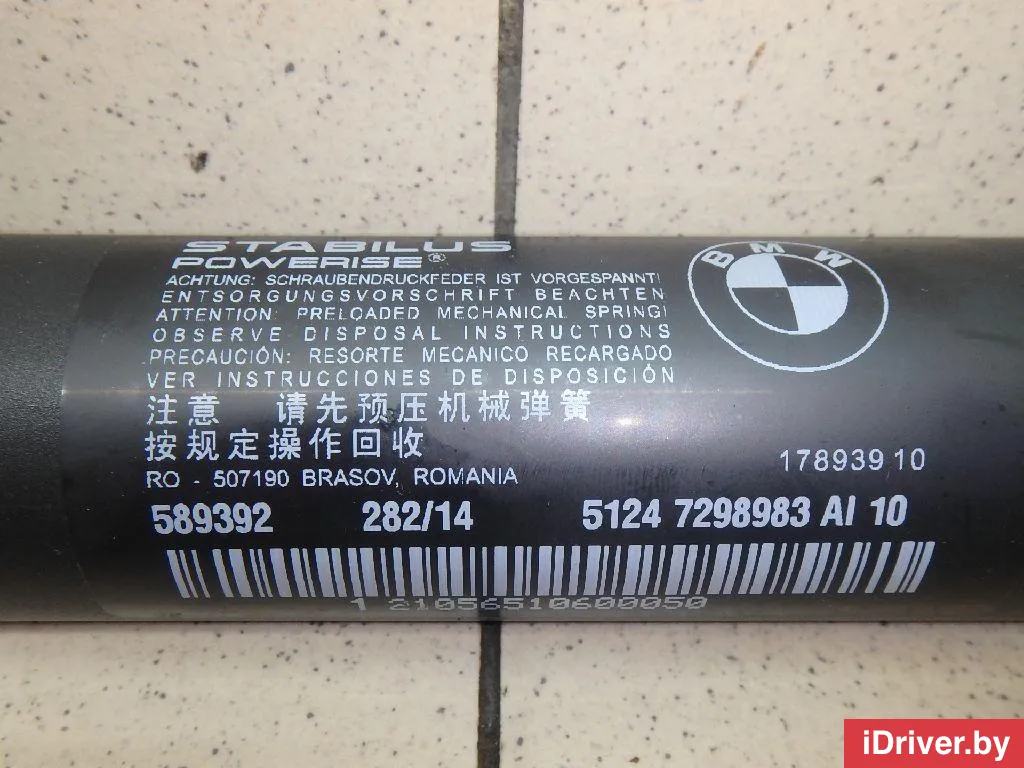 STABILUS
POWERISE®
ACHTUNG: SCHRAUBENDRUCKFEDER IST VORGESPANNT!
ENTSORGUNGSVORSCHRIFT BEACHTEN
ATTENTION: PRELOADED MECHANICAL SPRING!
OBSERVE DISPOSAL INSTRUCTIONS
PRECAUCIÓN: RESORTE MECANICO RECARGADO
VER INSTRUCCIONES DE DISPOSICIÓN
注意 请先预压机械弹簧
按规定操作回收
RO - 507190 BRASOV, ROMANIA
BMW
178939 10
589392 282/14 5124 7298983 AI 10
1 21056510600050
iDriver.by